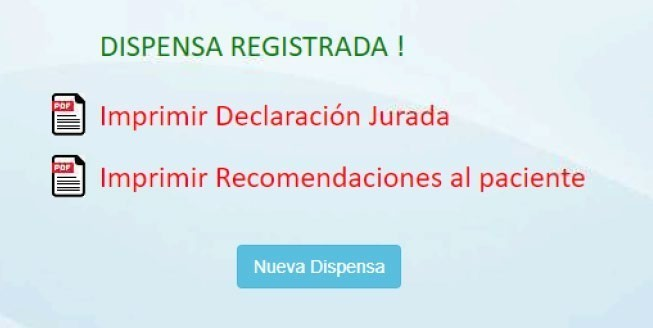 DISPENSA REGISTRADA !
PDF Imprimir Declaración Jurada
PDF Imprimir Recomendaciones al paciente
Nueva Dispensa